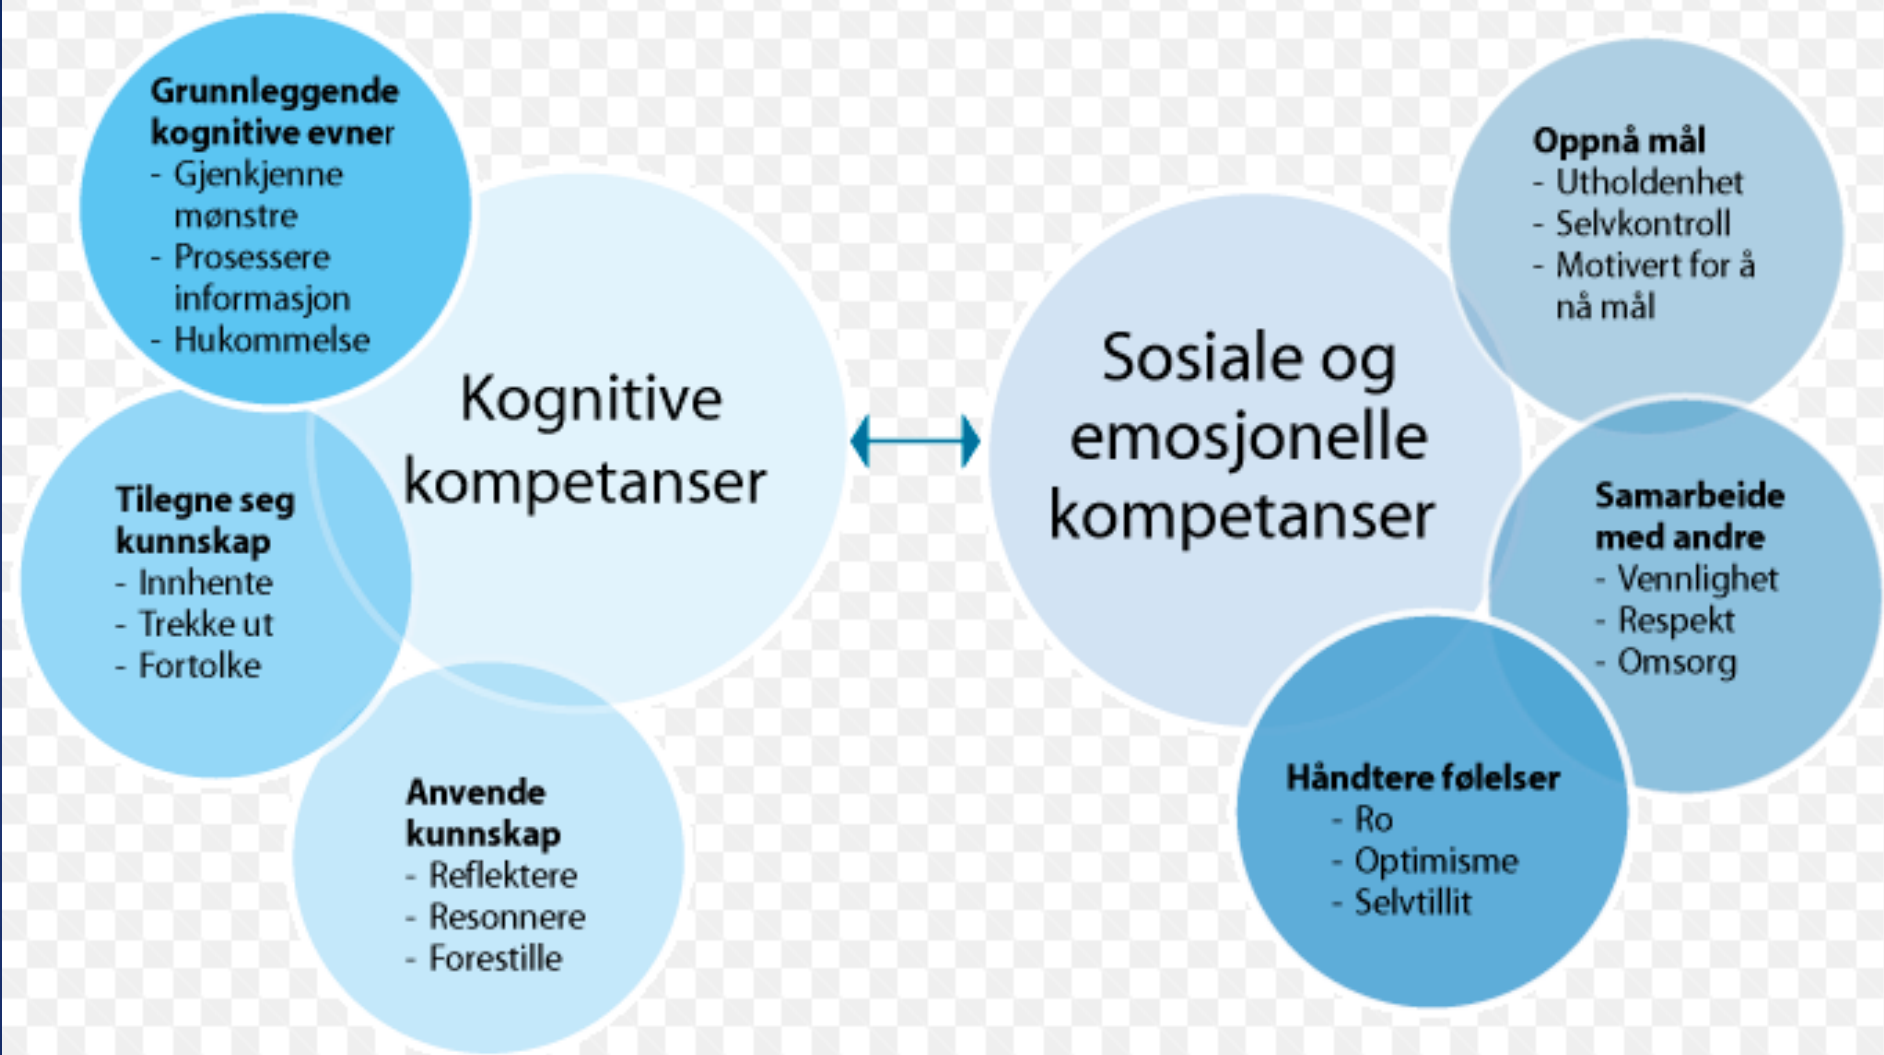 Grunnleggende
kognitive evner
- Gjenkjenne
mønstre
- Prosessere
informasjon
- Hukommelse
Kognitive
kompetanser
Tilegne seg
kunnskap
- Innhente
- Trekke ut
- Fortolke
Anvende
kunnskap
- Reflektere
- Resonnere
- Forestille
Sosiale og
emosjonelle
kompetanser
Oppnå mål
- Utholdenhet
- Selvkontroll
- Motivert for å
nå mål
Samarbeide
med andre
- Vennlighet
- Respekt
- Omsorg
Håndtere følelser
- Ro
- Optimisme
- Selvtillit